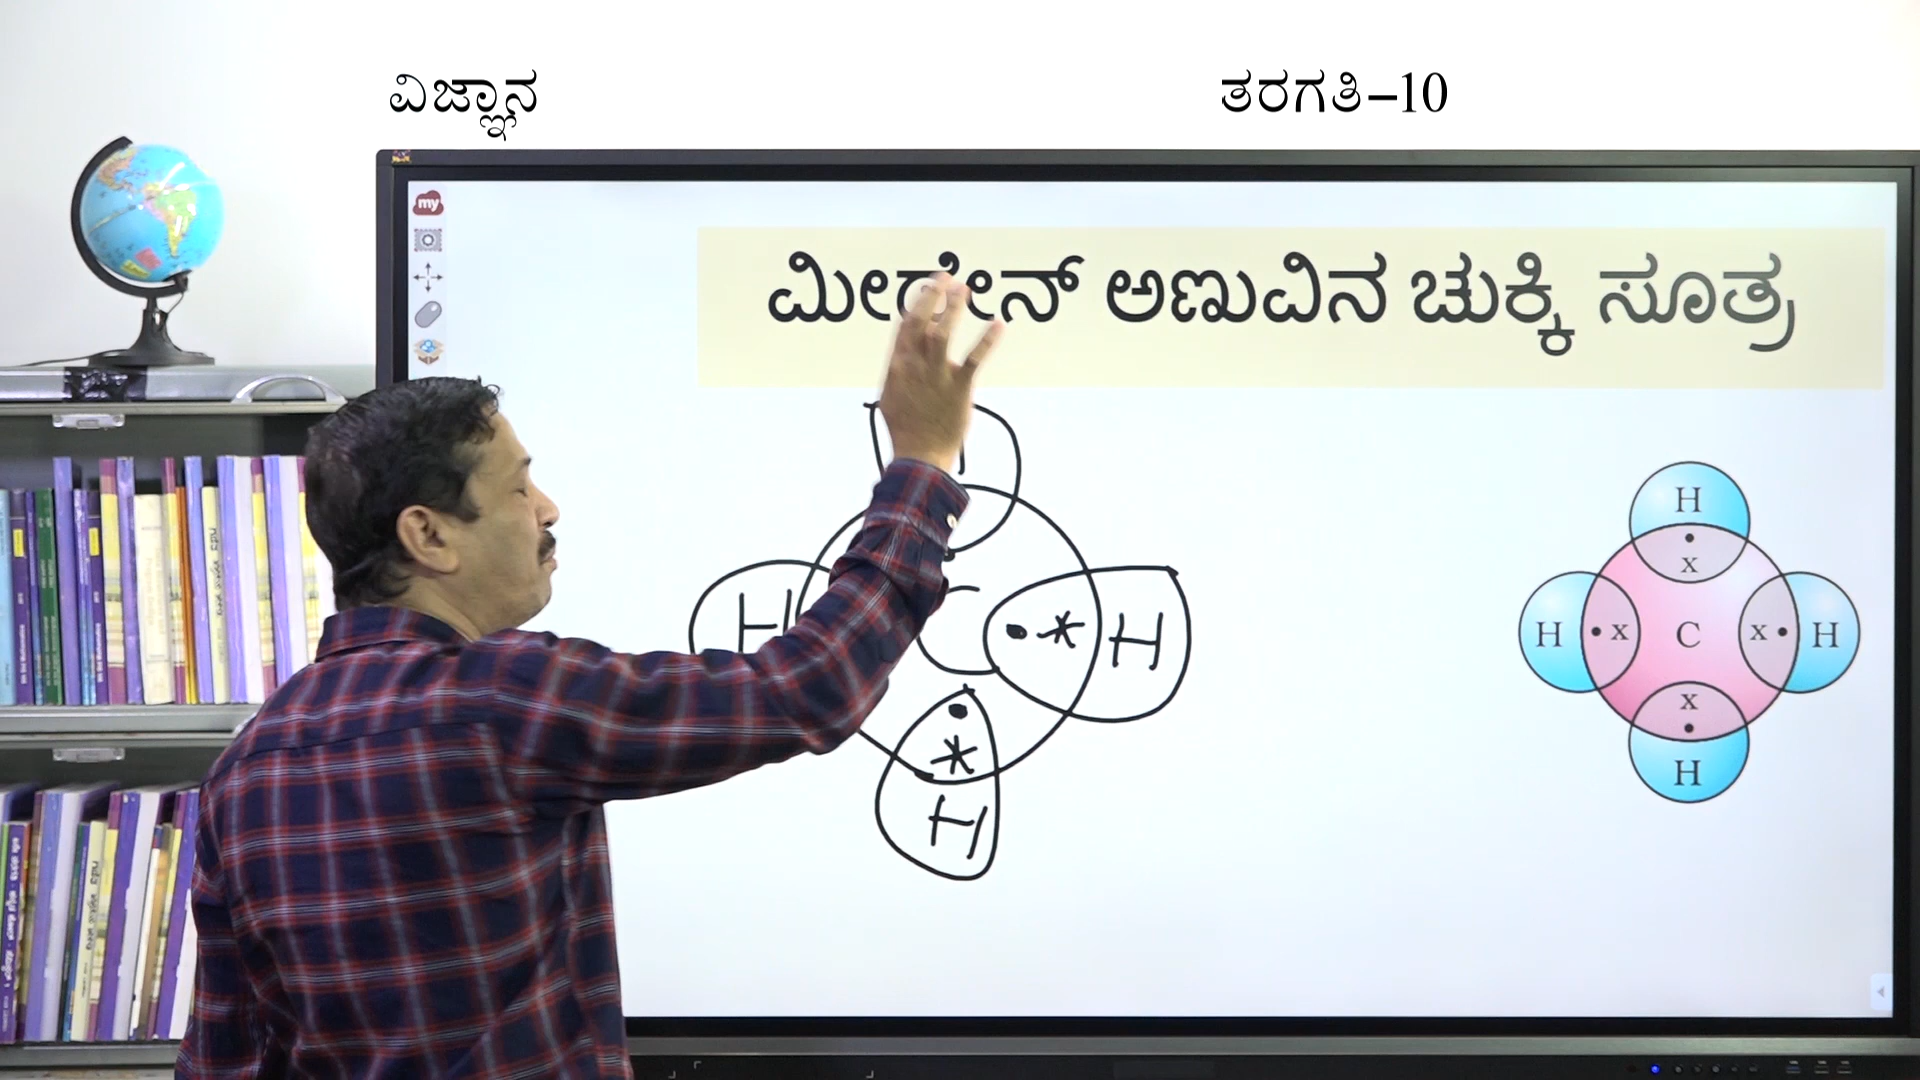 ವಿಜ್ಞಾನ ತರಗತಿ-10
my
ಮೀಥೇನ್ ಅಣುವಿನ ಚುಕ್ಕಿ ಸೂತ್ರ
H
x
H x C x H
x
H
H C * H
*
H